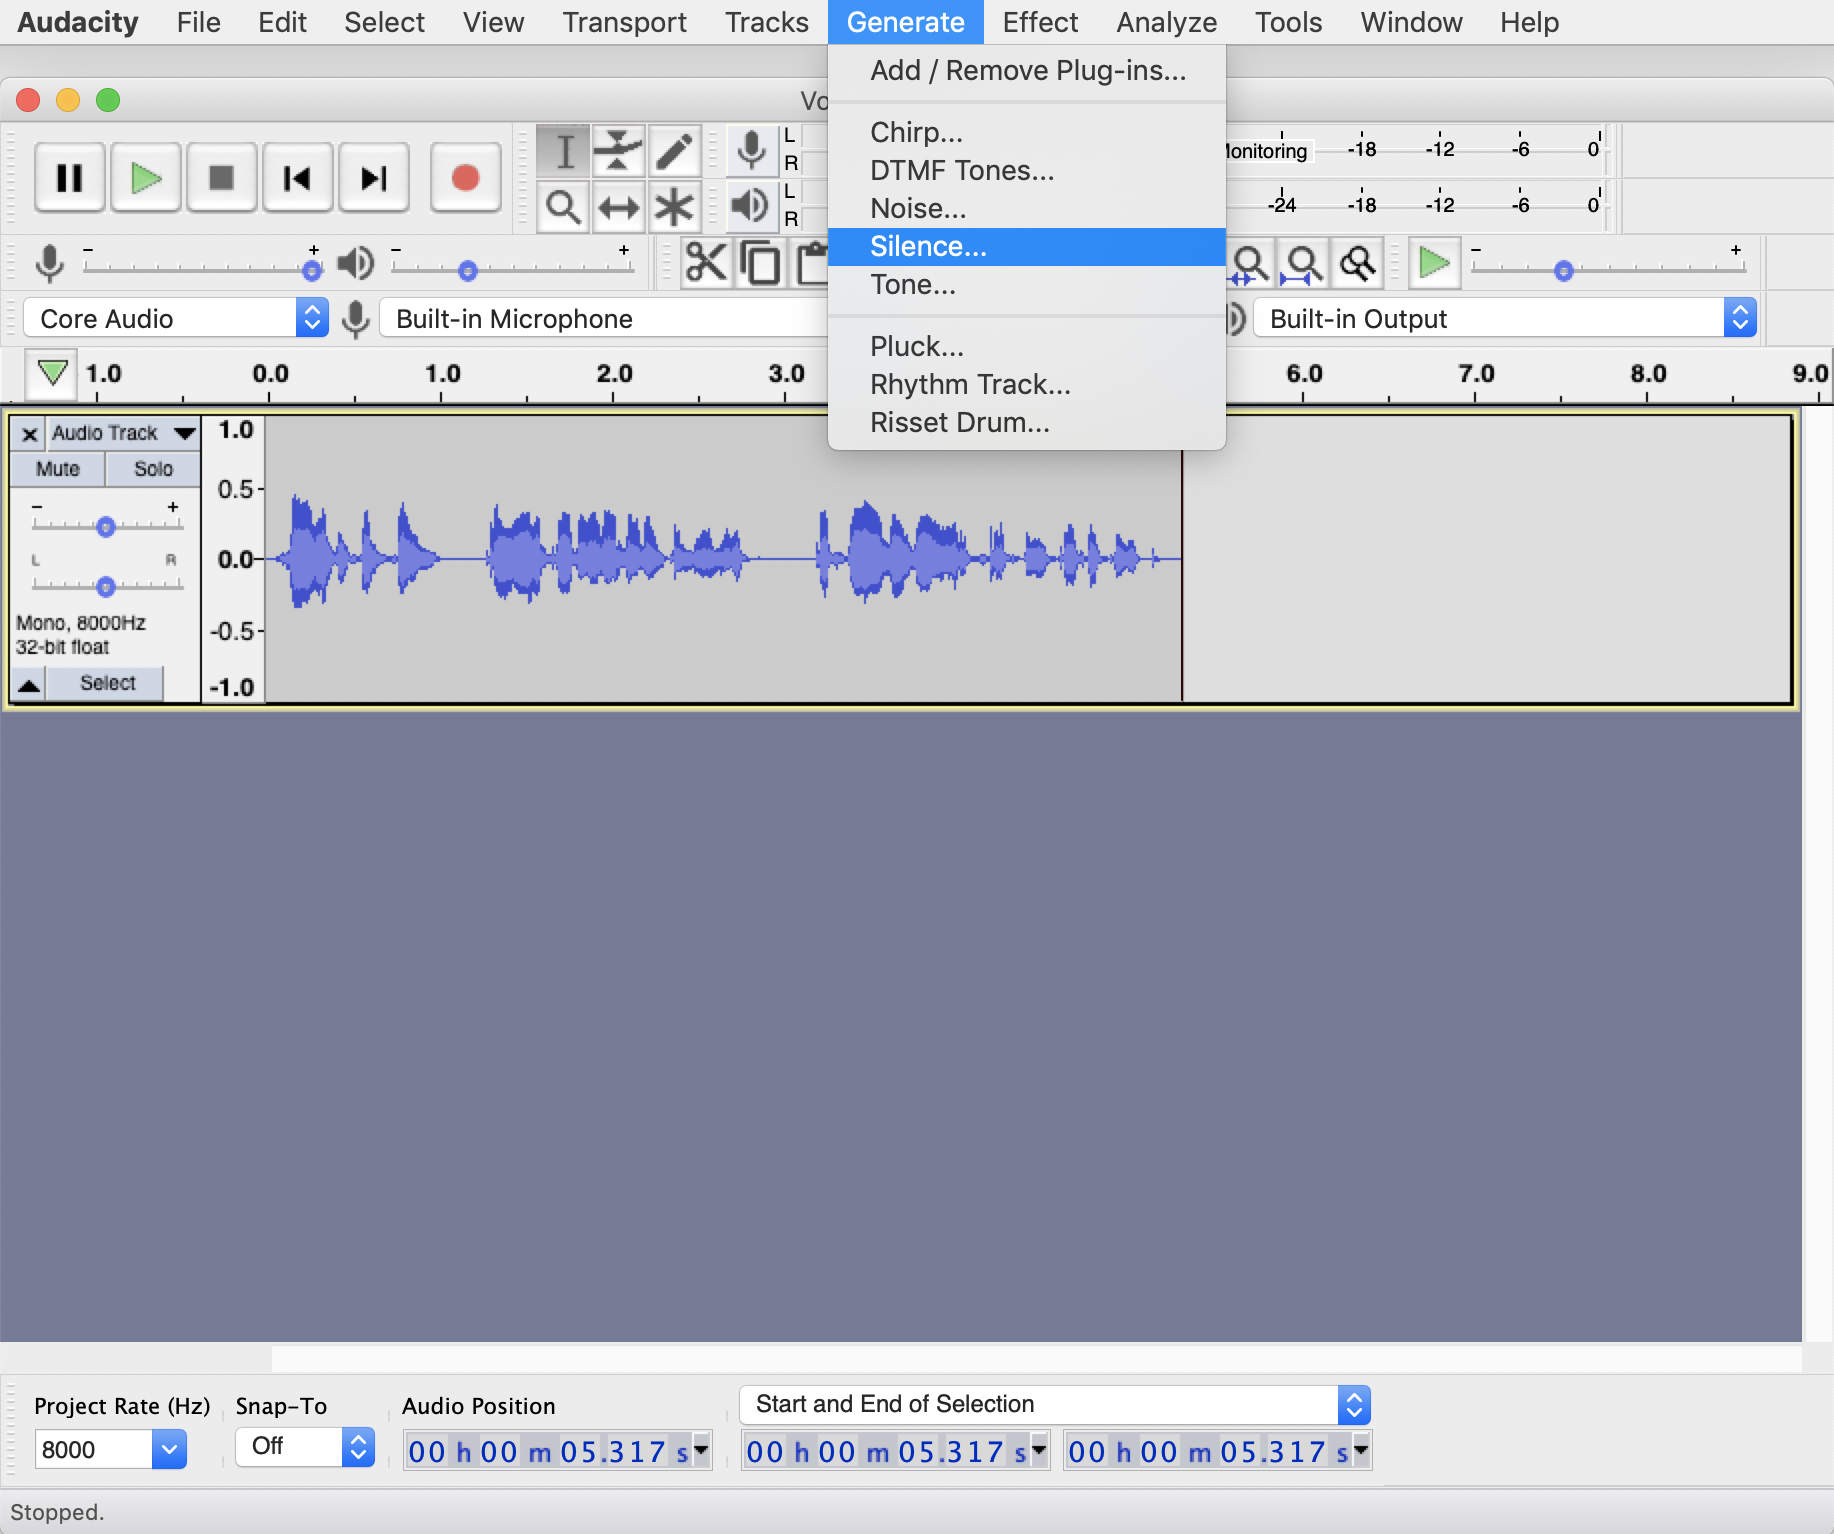 Audacity File Edit Select View Transport Tracks Generate Effect Analyze Tools Window Help
Add / Remove Plug-ins...
Chirp...
DTMF Tones...
Noise...
Silence...
Tone...
Pluck...
Rhythm Track...
Risset Drum...
L
R
-18 -12 -6 0
L
R
-24 -18 -12 -6 0
- + - + - +
Core Audio Built-in Microphone Built-in Output
1.0 0.0 1.0 2.0 3.0 6.0 7.0 8.0 9.0
x Audio Track 1.0
Mute Solo
0.5
- +
L R
0.0
Mono, 8000Hz
32-bit float
-0.5
Select
-1.0
Project Rate (Hz) Snap-To Audio Position Start and End of Selection
8000 Off 00 h 00 m 05.317 s 00 h 00 m 05.317 s 00 h 00 m 05.317 s
Stopped.